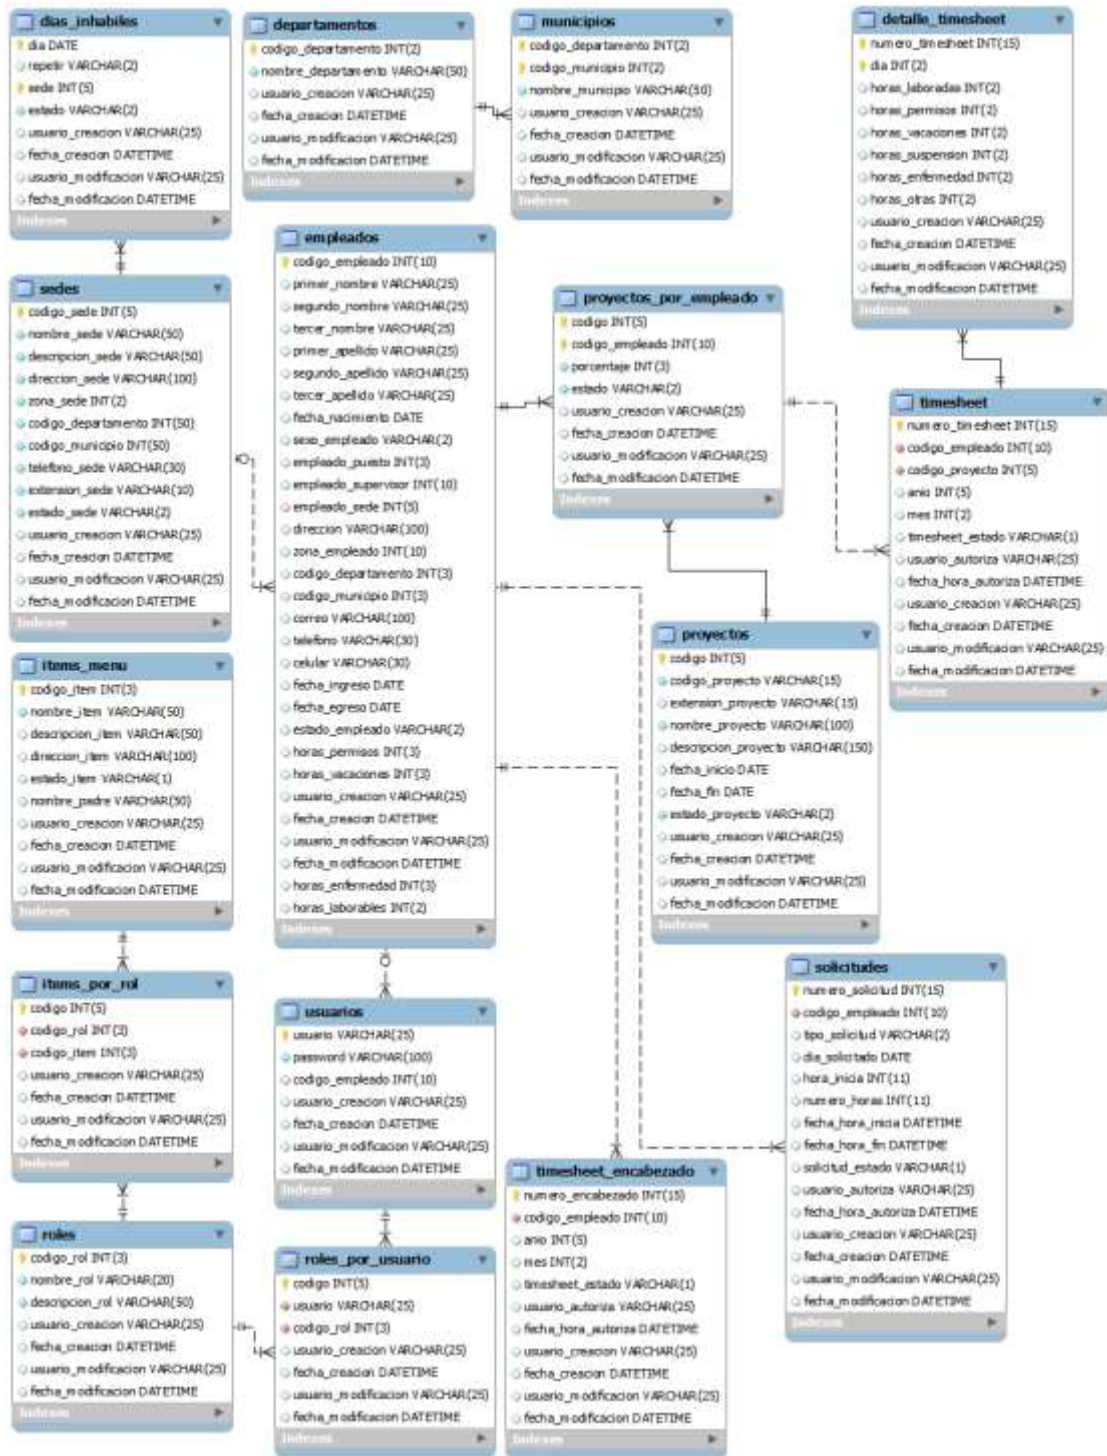 dias_inhabiles
dia DATE
repetir VARCHAR(2)
sede INT(5)
estado VARCHAR(2)
usuario_creacion VARCHAR(25)
fecha_creacion DATETIME
usuario_modificacion VARCHAR(25)
fecha_modificacion DATETIME
Indexes
departamentos
codigo_departamento INT(2)
nombre_departamento VARCHAR(50)
usuario_creacion VARCHAR(25)
fecha_creacion DATETIME
usuario_modificacion VARCHAR(25)
fecha_modificacion DATETIME
Indexes
municipios
codigo_departamento INT(2)
codigo_municipio INT(2)
nombre_municipio VARCHAR(50)
usuario_creacion VARCHAR(25)
fecha_creacion DATETIME
usuario_modificacion VARCHAR(25)
fecha_modificacion DATETIME
Indexes
detalle_timesheet
numero_timesheet INT(15)
dia INT(2)
horas_laboradas INT(2)
horas_permisos INT(2)
horas_vacaciones INT(2)
horas_suspension INT(2)
horas_enfermedad INT(2)
horas_otras INT(2)
usuario_creacion VARCHAR(25)
fecha_creacion DATETIME
usuario_modificacion VARCHAR(25)
fecha_modificacion DATETIME
Indexes
sedes
codigo_sede INT(5)
nombre_sede VARCHAR(50)
descripcion_sede VARCHAR(50)
direccion_sede VARCHAR(100)
zona_sede INT(2)
codigo_departamento INT(50)
codigo_municipio INT(50)
telefono_sede VARCHAR(30)
extension_sede VARCHAR(10)
estado_sede VARCHAR(2)
usuario_creacion VARCHAR(25)
fecha_creacion DATETIME
usuario_modificacion VARCHAR(25)
fecha_modificacion DATETIME
Indexes
empleados
codigo_empleado INT(10)
primer_nombre VARCHAR(25)
segundo_nombre VARCHAR(25)
tercer_nombre VARCHAR(25)
primer_apellido VARCHAR(25)
segundo_apellido VARCHAR(25)
tercer_apellido VARCHAR(25)
fecha_nacimiento DATE
sexo_empleado VARCHAR(2)
empleado_puesto INT(3)
empleado_supervisor INT(10)
empleado_sede INT(5)
direccion VARCHAR(300)
zona_empleado INT(10)
codigo_departamento INT(3)
codigo_municipio INT(3)
correo VARCHAR(100)
telefono VARCHAR(30)
celular VARCHAR(30)
fecha_ingreso DATE
fecha_egreso DATE
estado_empleado VARCHAR(2)
horas_permisos INT(3)
horas_vacaciones INT(3)
usuario_creacion VARCHAR(25)
fecha_creacion DATETIME
usuario_modificacion VARCHAR(25)
fecha_modificacion DATETIME
horas_enfermedad INT(3)
horas_laborables INT(2)
Indexes
proyectos_por_empleado
codigo INT(5)
codigo_empleado INT(10)
porcentaje INT(3)
estado VARCHAR(2)
usuario_creacion VARCHAR(25)
fecha_creacion DATETIME
usuario_modificacion VARCHAR(25)
fecha_modificacion DATETIME
Indexes
timesheet
numero_timesheet INT(15)
codigo_empleado INT(10)
codigo_proyecto INT(5)
anio INT(5)
mes INT(2)
timesheet_estado VARCHAR(1)
usuario_autoriza VARCHAR(25)
fecha_hora_autoriza DATETIME
usuario_creacion VARCHAR(25)
fecha_creacion DATETIME
usuario_modificacion VARCHAR(25)
fecha_modificacion DATETIME
Indexes
proyectos
codigo INT(5)
codigo_proyecto VARCHAR(15)
extension_proyecto VARCHAR(15)
nombre_proyecto VARCHAR(100)
descripcion_proyecto VARCHAR(150)
fecha_inicio DATE
fecha_fin DATE
estado_proyecto VARCHAR(2)
usuario_creacion VARCHAR(25)
fecha_creacion DATETIME
usuario_modificacion VARCHAR(25)
fecha_modificacion DATETIME
Indexes
items_menu
codigo_item INT(3)
nombre_item VARCHAR(50)
descripcion_item VARCHAR(50)
direccion_item VARCHAR(100)
estado_item VARCHAR(1)
nombre_padre VARCHAR(50)
usuario_creacion VARCHAR(25)
fecha_creacion DATETIME
usuario_modificacion VARCHAR(25)
fecha_modificacion DATETIME
Indexes
items_por_rol
codigo INT(5)
codigo_rol INT(3)
codigo_item INT(3)
usuario_creacion VARCHAR(25)
fecha_creacion DATETIME
usuario_modificacion VARCHAR(25)
fecha_modificacion DATETIME
Indexes
usuarios
usuario VARCHAR(25)
password VARCHAR(100)
codigo_empleado INT(10)
usuario_creacion VARCHAR(25)
fecha_creacion DATETIME
usuario_modificacion VARCHAR(25)
fecha_modificacion DATETIME
Indexes
solicitudes
numero_solicitud INT(15)
codigo_empleado INT(10)
tipo_solicitud VARCHAR(2)
dia_solicitado DATE
hora_inicia INT(11)
numero_horas INT(11)
fecha_hora_inicia DATETIME
fecha_hora_fin DATETIME
solicitud_estado VARCHAR(1)
usuario_autoriza VARCHAR(25)
fecha_hora_autoriza DATETIME
usuario_creacion VARCHAR(25)
fecha_creacion DATETIME
usuario_modificacion VARCHAR(25)
fecha_modificacion DATETIME
Indexes
timesheet_encabezado
numero_encabezado INT(15)
codigo_empleado INT(10)
anio INT(5)
mes INT(2)
timesheet_estado VARCHAR(1)
usuario_autoriza VARCHAR(25)
fecha_hora_autoriza DATETIME
usuario_creacion VARCHAR(25)
fecha_creacion DATETIME
usuario_modificacion VARCHAR(25)
fecha_modificacion DATETIME
Indexes
roles
codigo_rol INT(3)
nombre_rol VARCHAR(20)
descripcion_rol VARCHAR(50)
usuario_creacion VARCHAR(25)
fecha_creacion DATETIME
usuario_modificacion VARCHAR(25)
fecha_modificacion DATETIME
Indexes
roles_por_usuario
codigo INT(5)
usuario VARCHAR(25)
codigo_rol INT(3)
usuario_creacion VARCHAR(25)
fecha_creacion DATETIME
usuario_modificacion VARCHAR(25)
fecha_modificacion DATETIME
Indexes